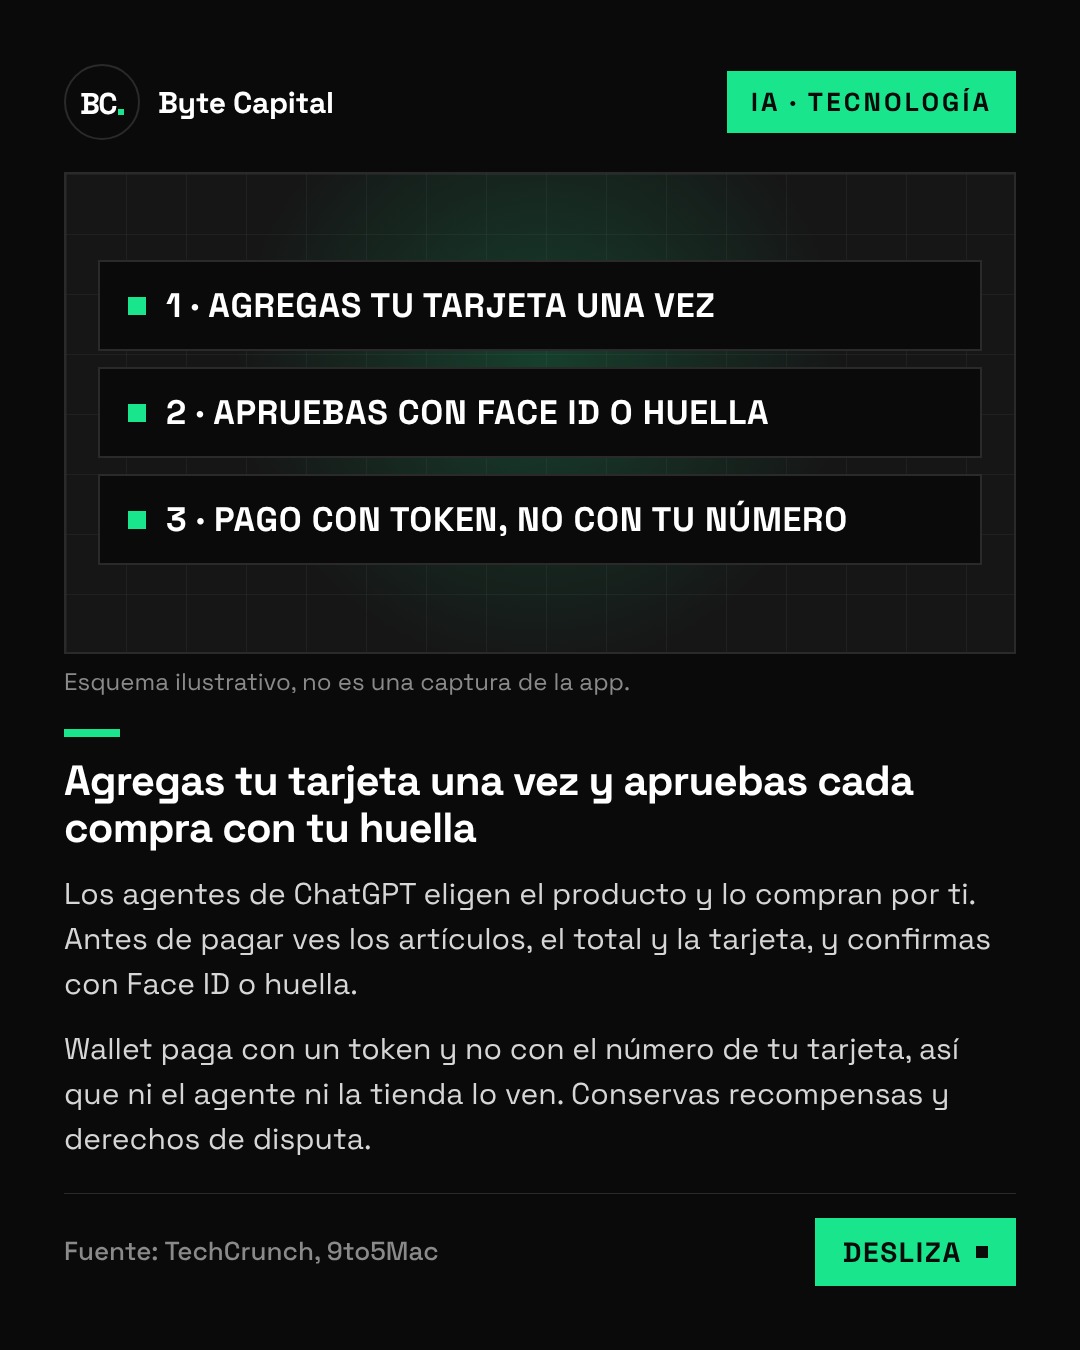 BC.
Byte Capital
IA · TECNOLOGÍA
1 · AGREGAS TU TARJETA UNA VEZ
2 · APRUEBAS CON FACE ID O HUELLA
3 · PAGO CON TOKEN, NO CON TU NÚMERO
Esquema ilustrativo, no es una captura de la app.
Agregas tu tarjeta una vez y apruebas cada
compra con tu huella
Los agentes de ChatGPT eligen el producto y lo compran por ti.
Antes de pagar ves los artículos, el total y la tarjeta, y confirmas
con Face ID o huella.
Wallet paga con un token y no con el número de tu tarjeta, así
que ni el agente ni la tienda lo ven. Conservas recompensas y
derechos de disputa.
Fuente: TechCrunch, 9to5Mac
DESLIZA